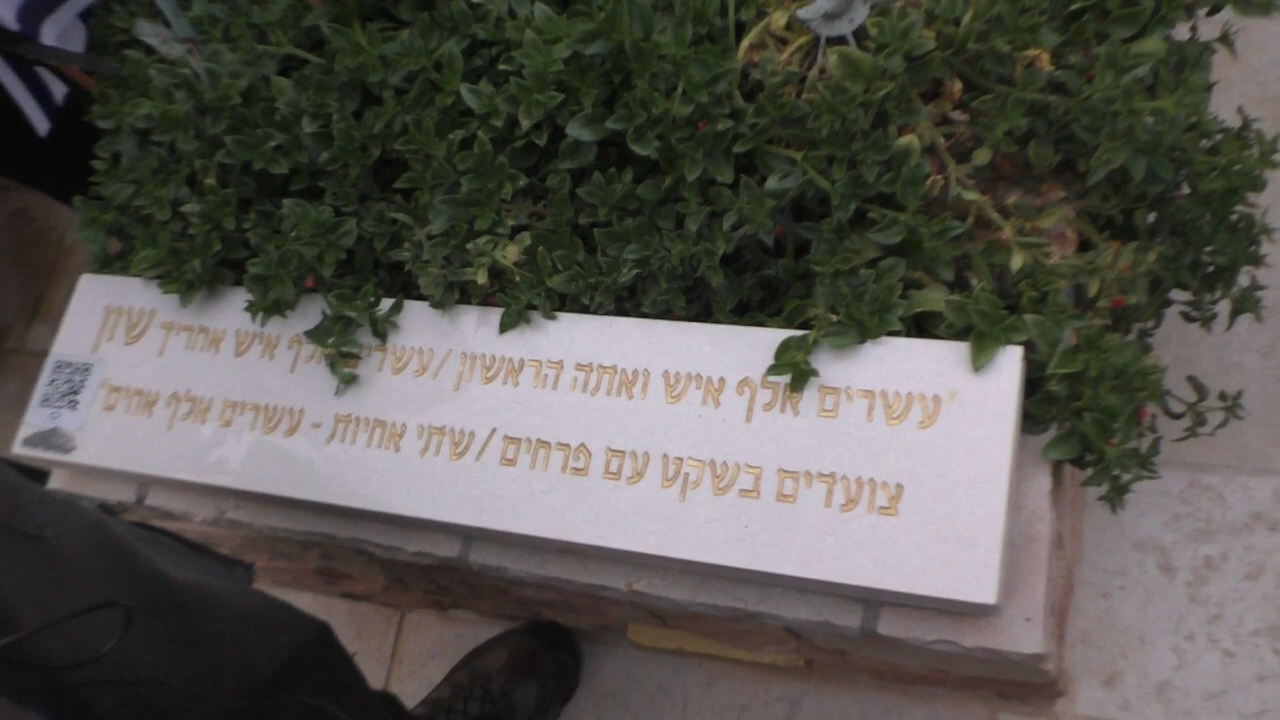 "עשרים אלף איש ואתה הראשון / עשרים אלף איש אחריך שון
צועדים בשקט עם פרחים / שתי אחיות - עשרים אלף אחים"